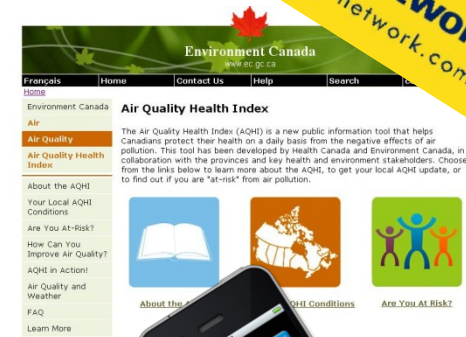 Environment Canada
www.ec.gc.ca
Français Home Contact Us Help Search
Home
Environment Canada
Air
Air Quality
Air Quality Health
Index
About the AQHI
Your Local AQHI
Conditions
Are You At-Risk?
How Can You
Improve Air Quality?
AQHI in Action!
Air Quality and
Weather
FAQ
Learn More
Air Quality Health Index
The Air Quality Health Index (AQHI) is a new public information tool that helps
Canadians protect their health on a daily basis from the negative effects of air
pollution. This tool has been developed by Health Canada and Environment Canada, in
collaboration with the provinces and key health and environment stakeholders. Choose
from the links below to learn more about the AQHI, to get your local AQHI update, or
to find out if you are "at-risk" from air pollution.
About the
AQHI Conditions
Are You At Risk?
etwork.com